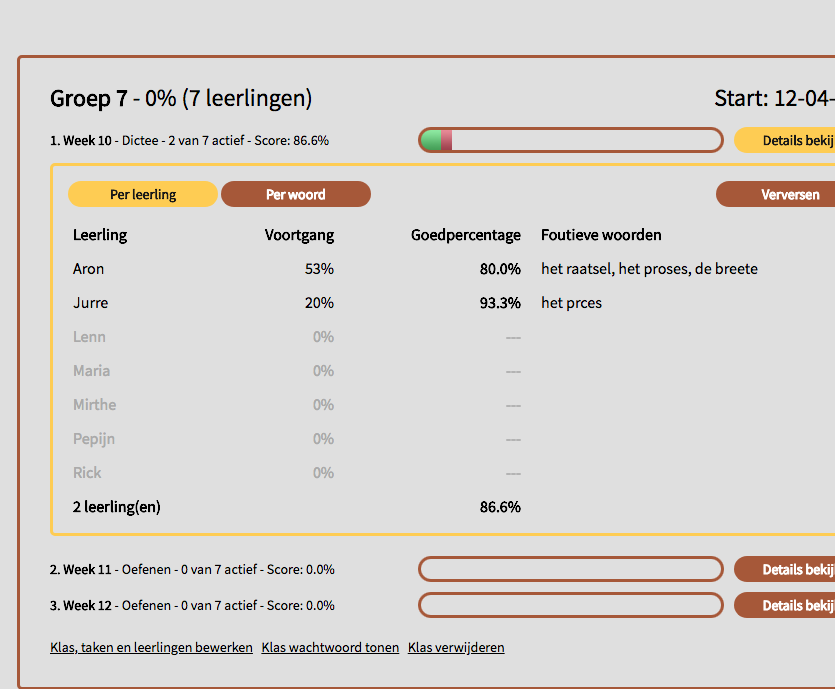 Groep 7 - 0% (7 leerlingen) Start: 12-04-
1. Week 10 - Dictee - 2 van 7 actief - Score: 86.6% Details bekij
Per leerling Per woord Verversen
Leerling Voortgang Goedpercentage Foutieve woorden
Aron 53% 80.0% het raatsel, het proses, de breete
Jurre 20% 93.3% het prces
Lenn 0% ---
Maria 0% ---
Mirthe 0% ---
Pepijn 0% ---
Rick 0% ---
2 leerling(en) 86.6%
2. Week 11 - Oefenen - 0 van 7 actief - Score: 0.0% Details bekij
3. Week 12 - Oefenen - 0 van 7 actief - Score: 0.0% Details bekij
Klas, taken en leerlingen bewerken Klas wachtwoord tonen Klas verwijderen